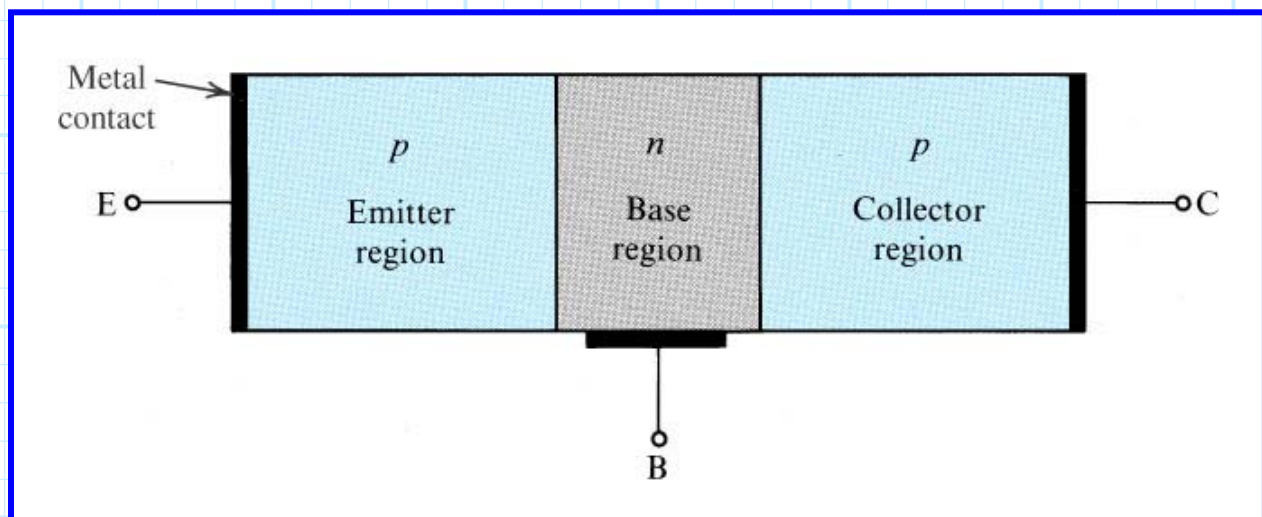 Metal
contact
p
Emitter
region
n
Base
region
p
Collector
region
E
C
B